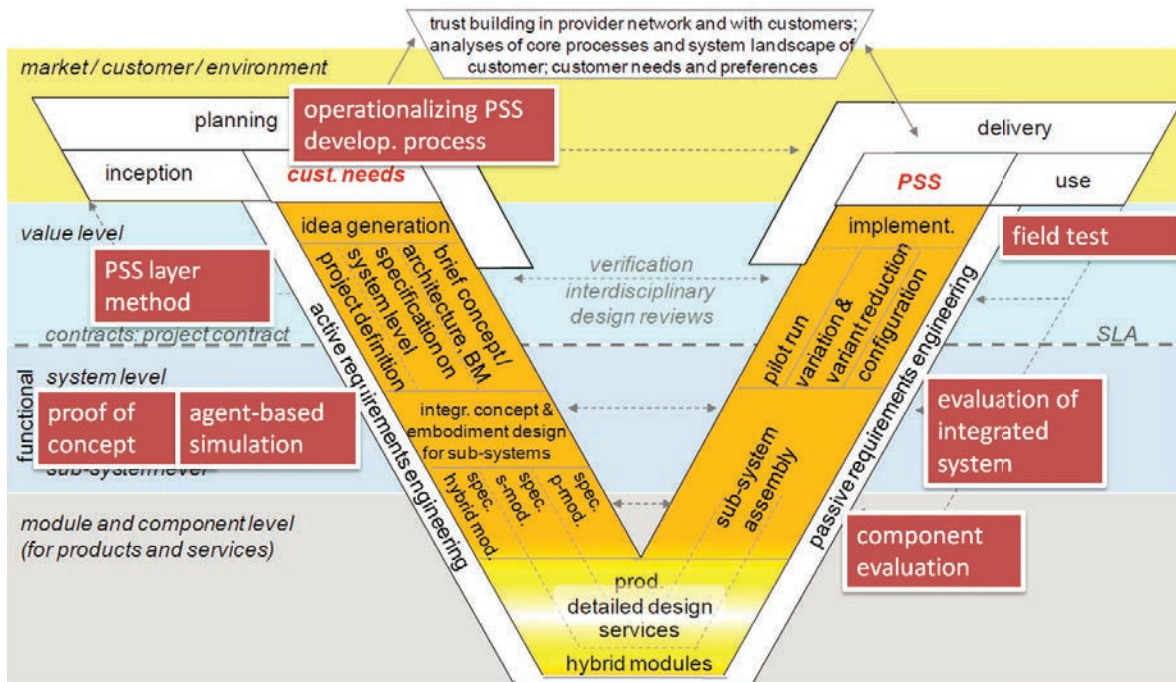 trust building in provider network and with customers;
analyses of core processes and system landscape of
customer; customer needs and preferences
market / customer / environment
planning
operationalizing PSS
develop. process
delivery
inception
cust. needs
PSS
use
value level
idea generation
implement.
field test
PSS layer
method
brief concept /
architecture, BM
specification on
system level
project definition
verification
interdisciplinary
design reviews
pilot run
variation &
variant reduction
configuration
contracts: project contract
SLA
active requirements engineering
passive requirements engineering
functional
system level
proof of
concept
agent-based
simulation
integr. concept &
embodiment design
for sub-systems
evaluation of
integrated
system
sub-system level
sub-system
assembly
spec.
hybrid mod.
spec.
s-mod.
spec.
p-mod.
module and component level
(for products and services)
component
evaluation
prod.
detailed design
services
hybrid modules